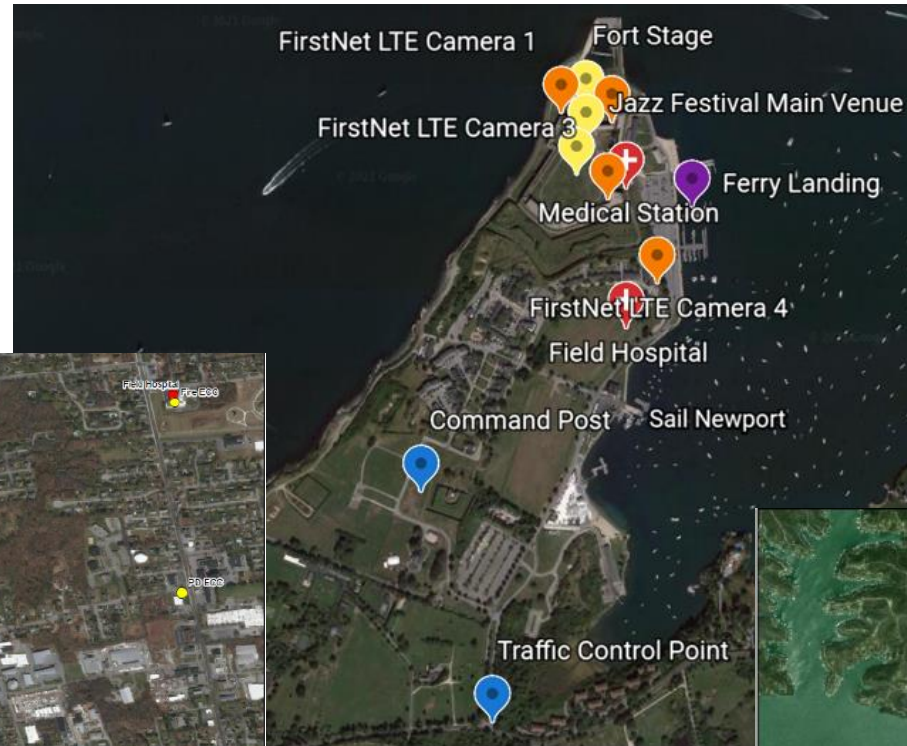 FirstNet LTE Camera 1
Fort Stage
Jazz Festival Main Venue
FirstNet LTE Camera 3
Ferry Landing
Medical Station
FirstNet LTE Camera 4
Field Hospital
Field Hospital
Fire ECC
Command Post
Sail Newport
PD ECC
Traffic Control Point